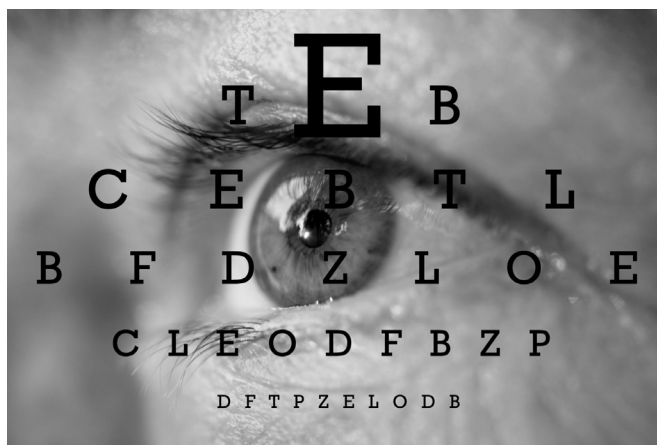 T E B
C E B T L
B F D Z L O E
C L E O D F B Z P
D F T P Z E L O D B